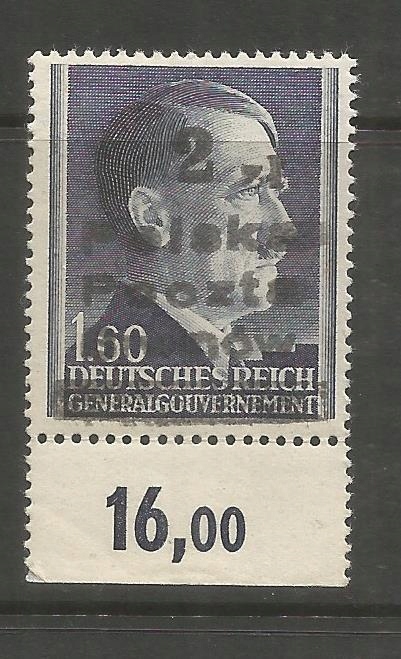 2 zł
Polska
Poczta
1.60
DEUTSCHES REICH
GENERALGOUVERNEMENT
16,00